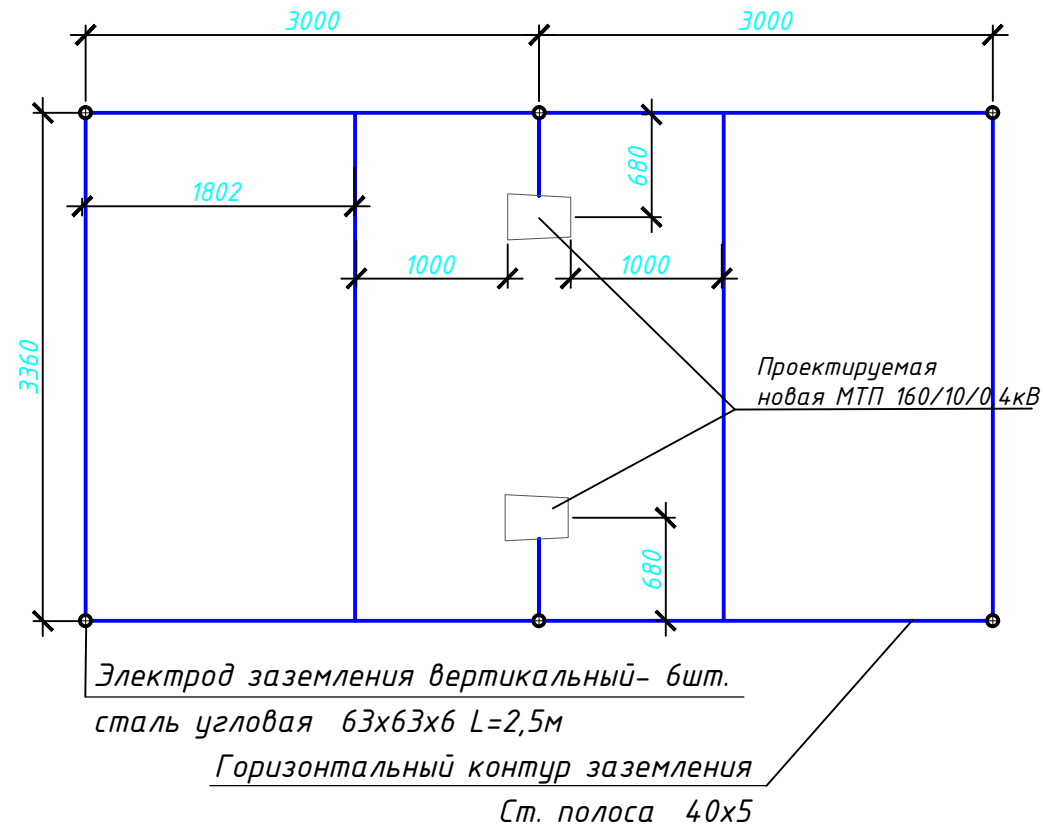 3000
3000
680
1802
1000
1000
3360
Проектируемая
новая МТП 160/10/0,4кВ
680
Электрод заземления вертикальный- 6шт.
сталь угловая 63х63х6 L=2,5м
Горизонтальный контур заземления
Ст. полоса 40х5